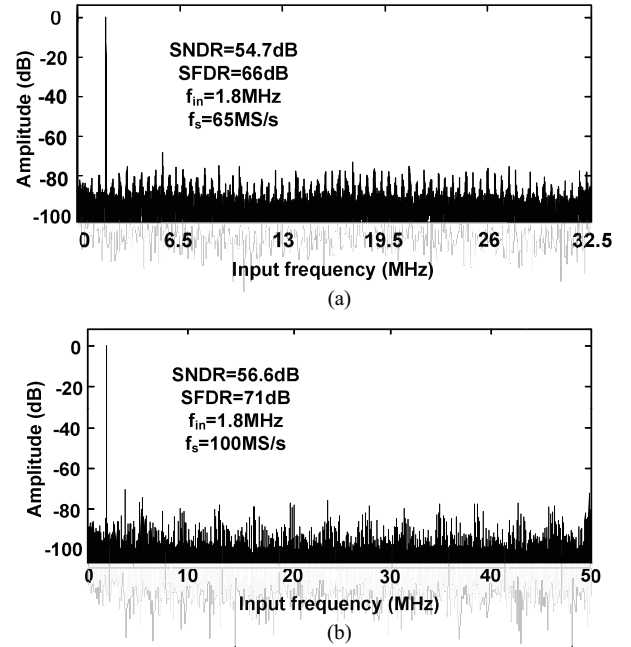 0
-20
-40
-60
-80
-100
Amplitude (dB)
SNDR=54.7dB
SFDR=66dB
fin=1.8MHz
fs=65MS/s
0 6.5 13 19.5 26 32.5
Input frequency (MHz)
(a)
0
-20
-40
-60
-80
-100
Amplitude (dB)
SNDR=56.6dB
SFDR=71dB
fin=1.8MHz
fs=100MS/s
0 10 20 30 40 50
Input frequency (MHz)
(b)